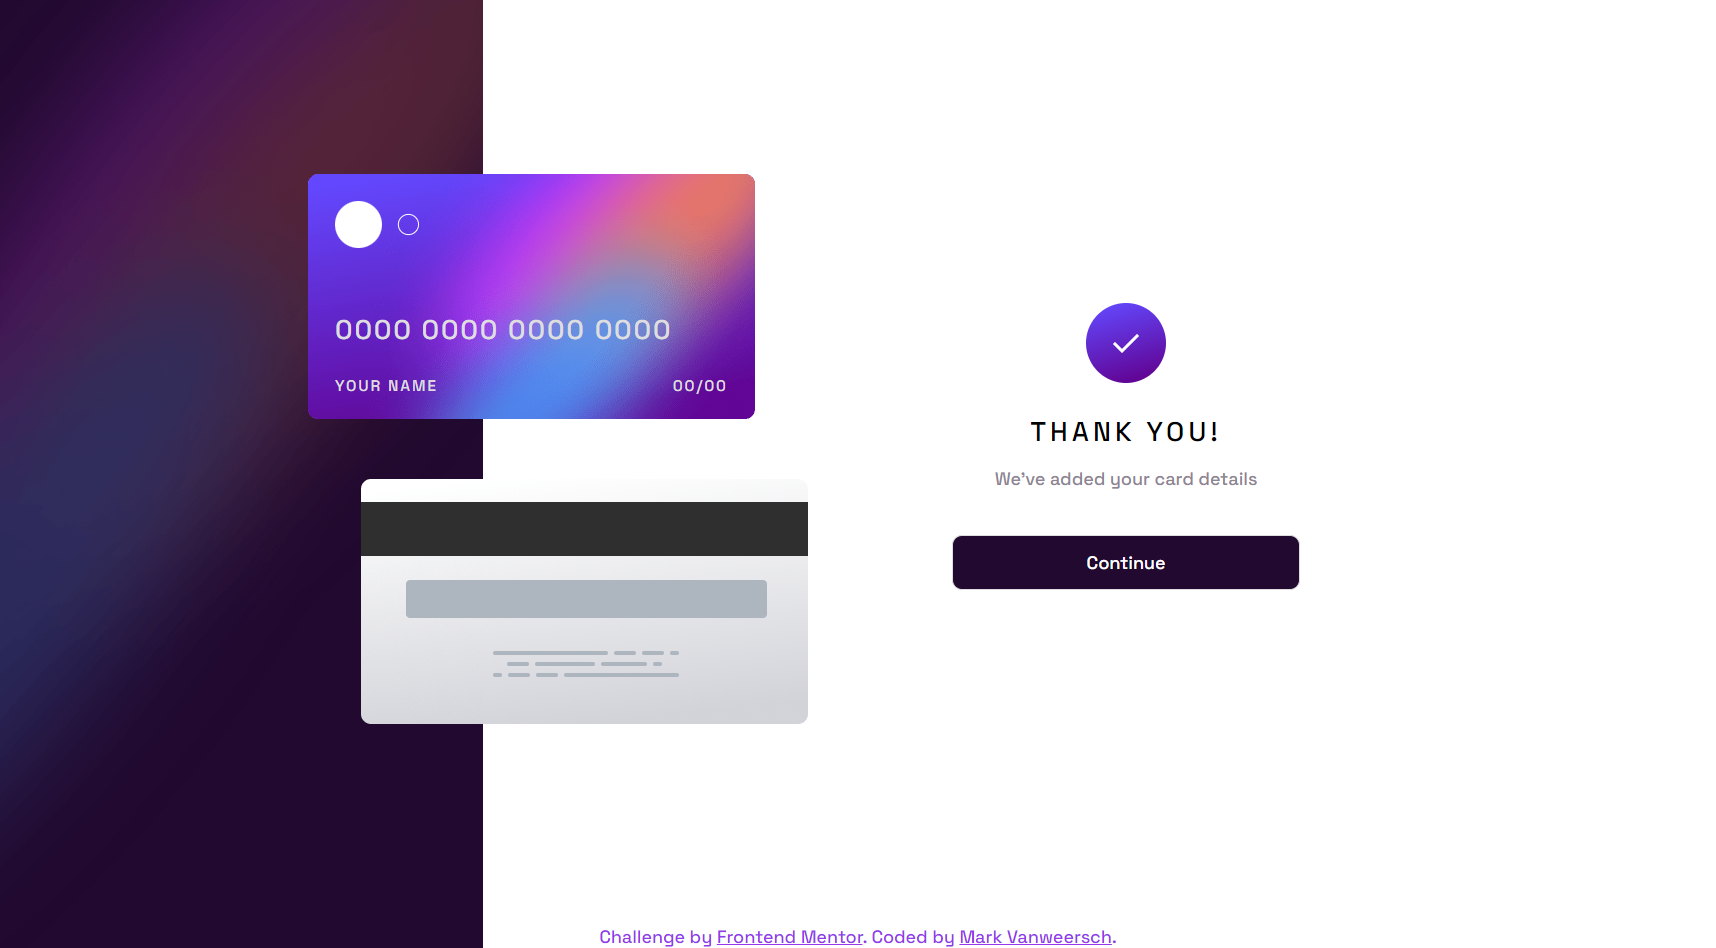 0000 0000 0000 0000
YOUR NAME 00/00
THANK YOU!
We've added your card details
Continue
Challenge by Frontend Mentor. Coded by Mark Vanweersch.